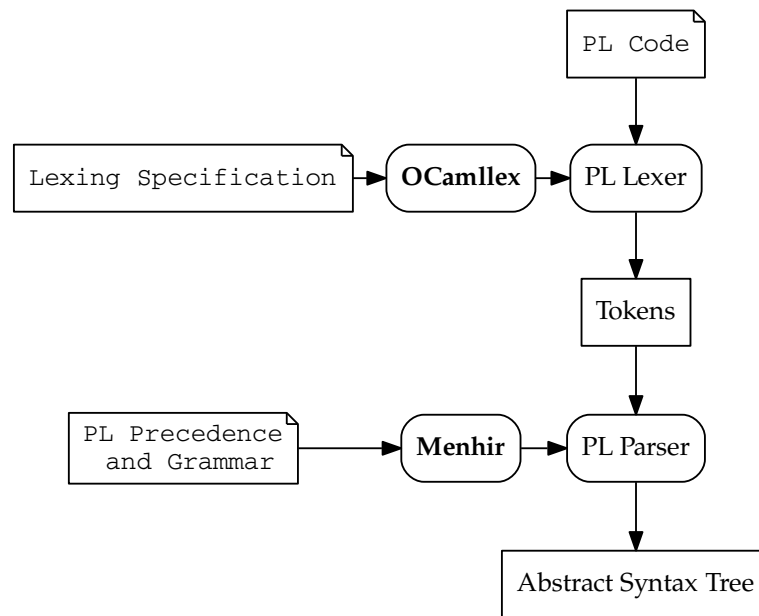 PL Code
Lexing Specification
OCamllex
PL Lexer
Tokens
PL Precedence
and Grammar
Menhir
PL Parser
Abstract Syntax Tree